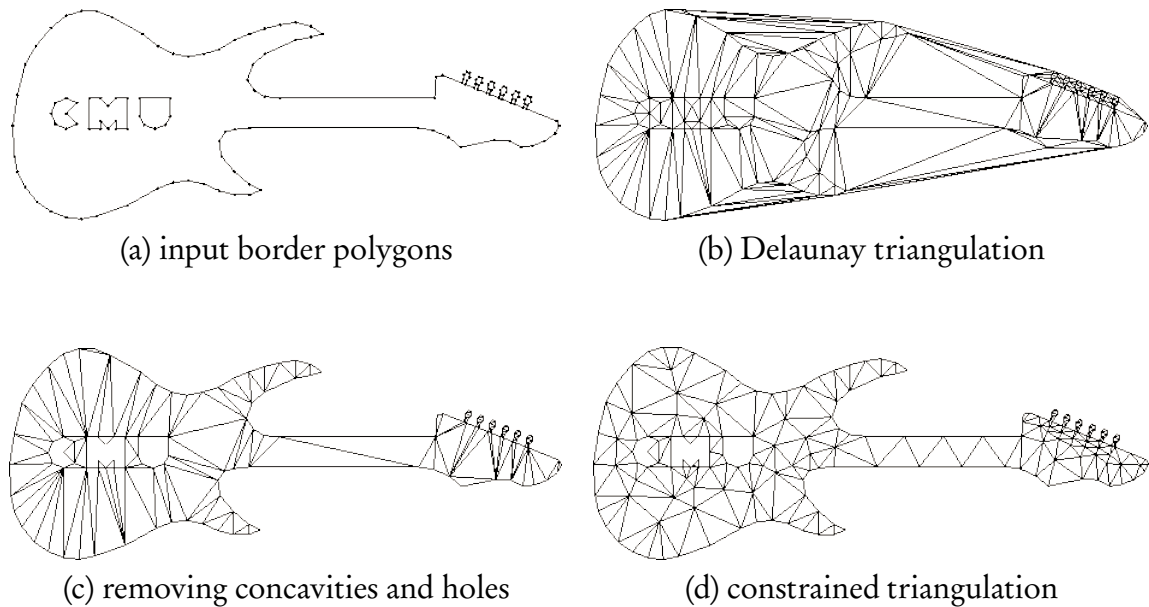 CMU
(a) input border polygons
(b) Delaunay triangulation
(c) removing concavities and holes
(d) constrained triangulation